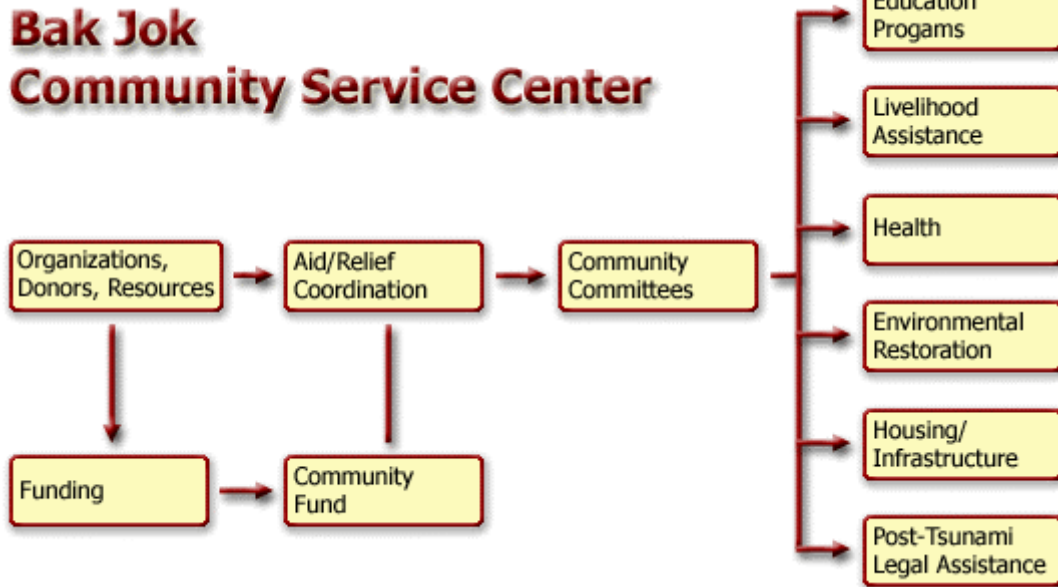 Bak Jok
Community Service Center
Education
Progams
Livelihood
Assistance
Health
Organizations,
Donors, Resources
Aid/Relief
Coordination
Community
Committees
Environmental
Restoration
Housing/
Infrastructure
Funding
Community
Fund
Post-Tsunami
Legal Assistance